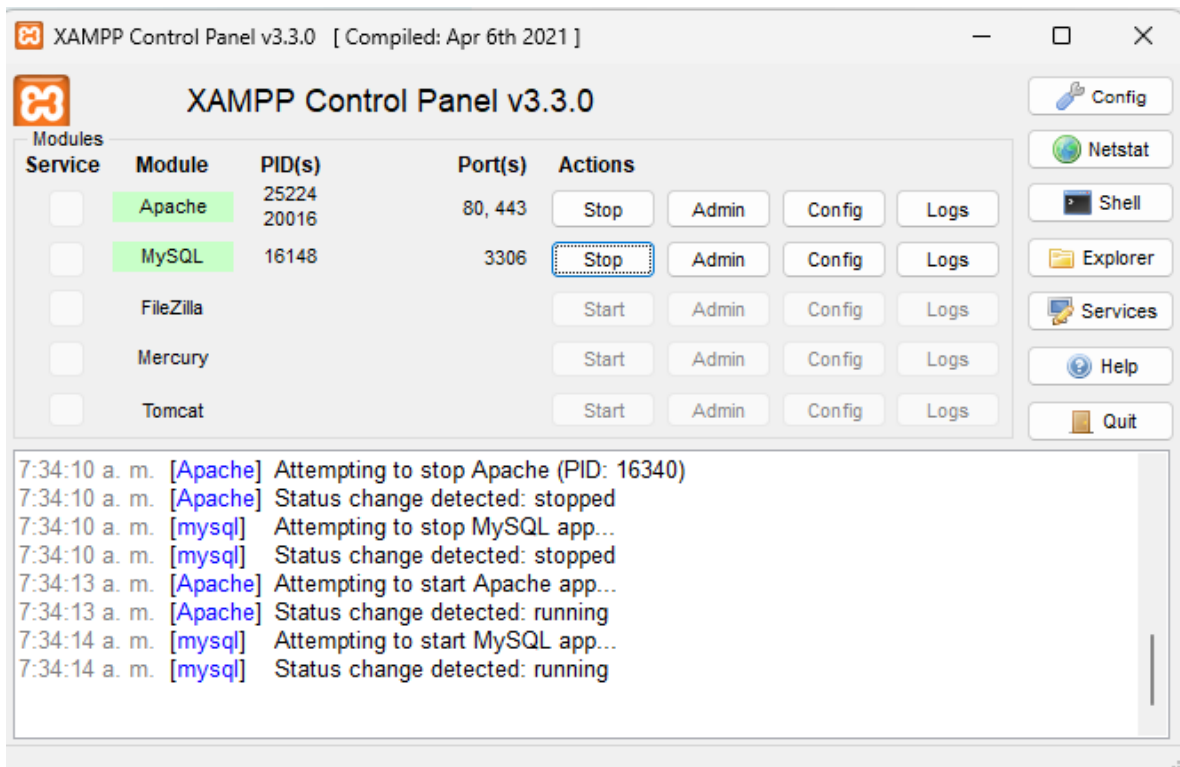 XAMPP Control Panel v3.3.0 [ Compiled: Apr 6th 2021 ]
XAMPP Control Panel v3.3.0
Config
Modules
Service Module PID(s) Port(s) Actions
Netstat
Apache 25224 20016 80, 443 Stop Admin Config Logs
Shell
MySQL 16148 3306 Stop Admin Config Logs
Explorer
FileZilla Start Admin Config Logs
Services
Mercury Start Admin Config Logs
Help
Tomcat Start Admin Config Logs
Quit
7:34:10 a. m. [Apache] Attempting to stop Apache (PID: 16340)
7:34:10 a. m. [Apache] Status change detected: stopped
7:34:10 a. m. [mysql] Attempting to stop MySQL app...
7:34:10 a. m. [mysql] Status change detected: stopped
7:34:13 a. m. [Apache] Attempting to start Apache app...
7:34:13 a. m. [Apache] Status change detected: running
7:34:14 a. m. [mysql] Attempting to start MySQL app...
7:34:14 a. m. [mysql] Status change detected: running